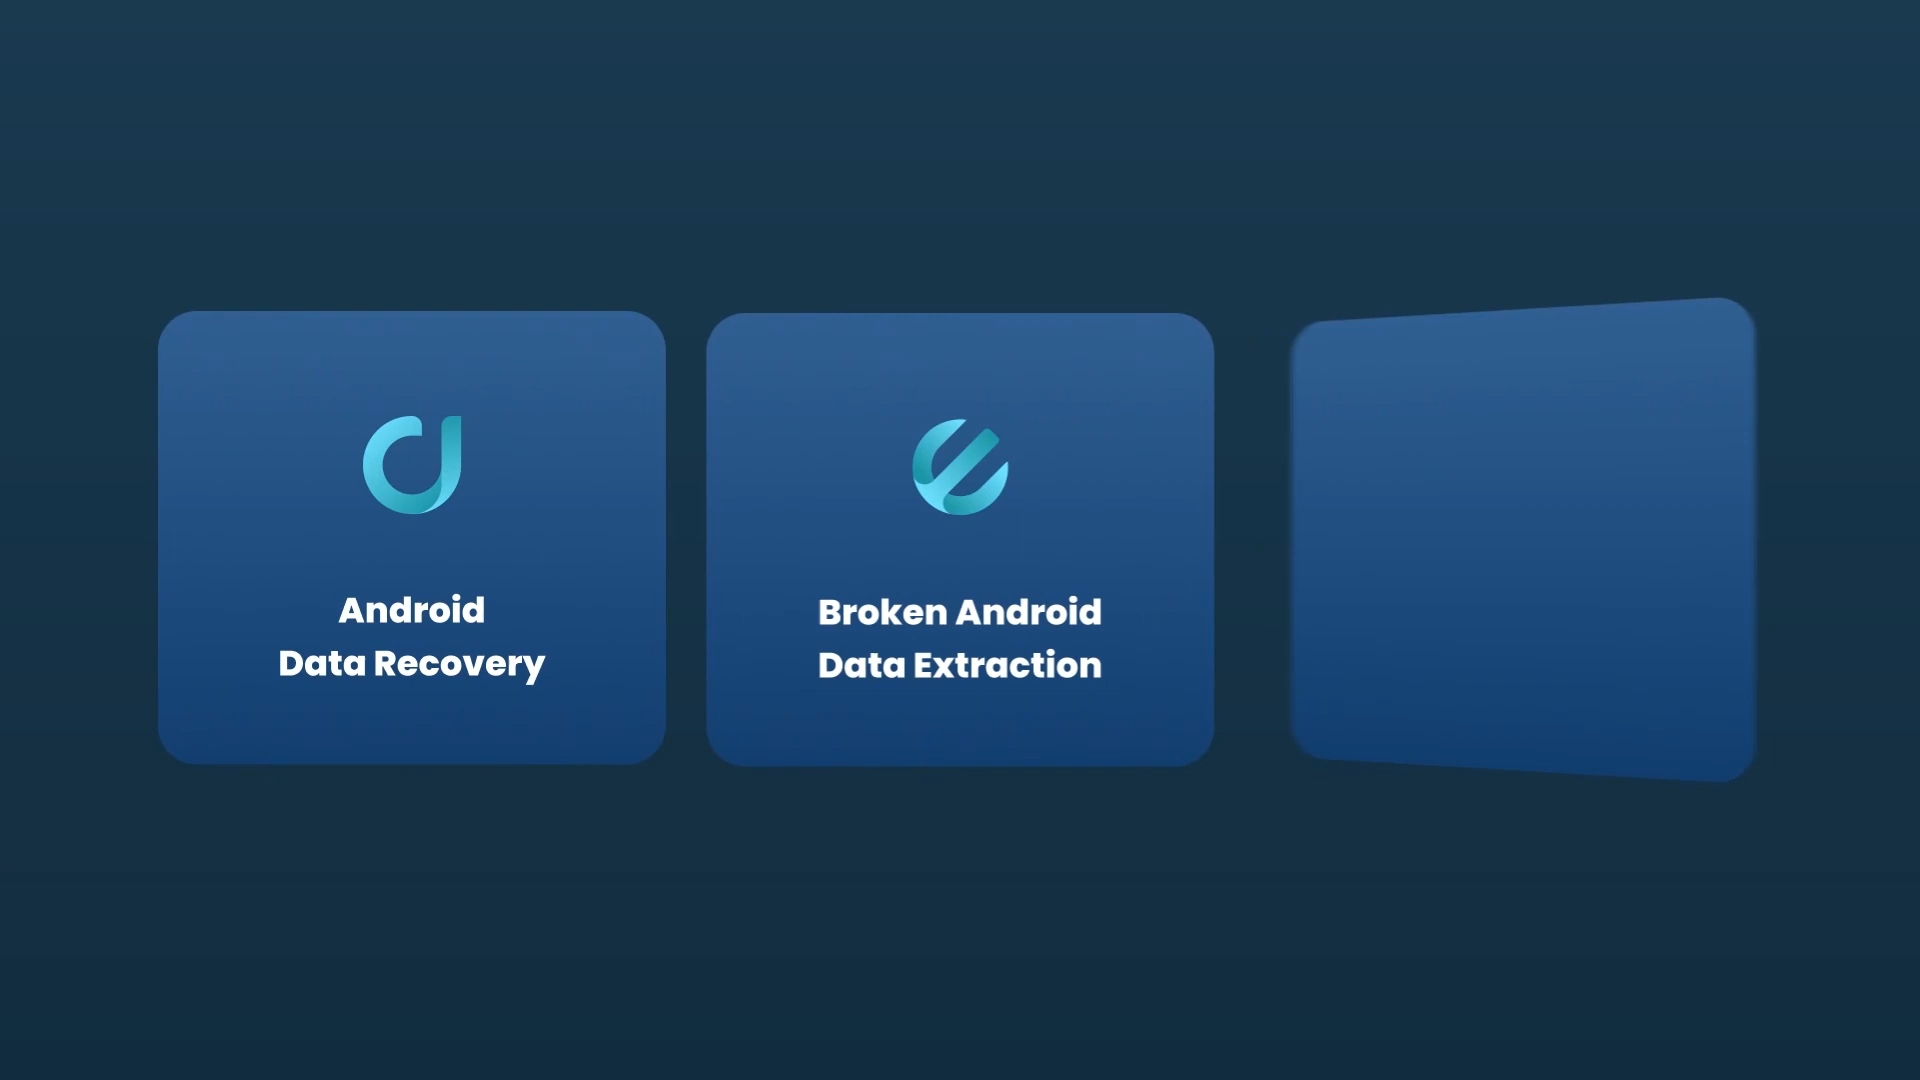 Android
Data Recovery
Broken Android
Data Extraction